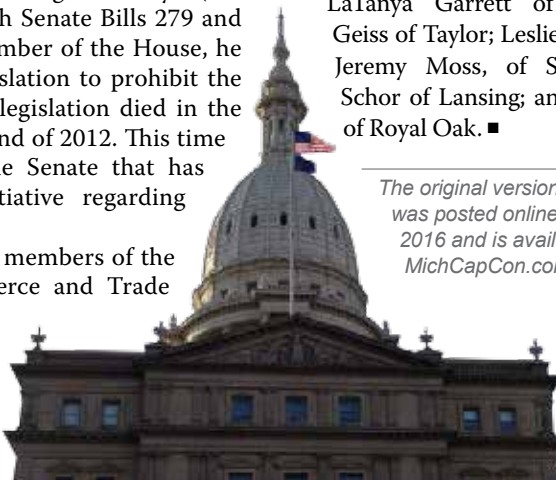 h Senate Bills 279 and
mber of the House, he
islation to prohibit the
legislation died in the
nd of 2012. This time
e Senate that has
tiative regarding
members of the
erce and Trade
LaTanya Garrett of
Geiss of Taylor; Leslie
Jeremy Moss, of S
Schor of Lansing; an
of Royal Oak. ■
The original version
was posted online
2016 and is avail
MichCapCon.co